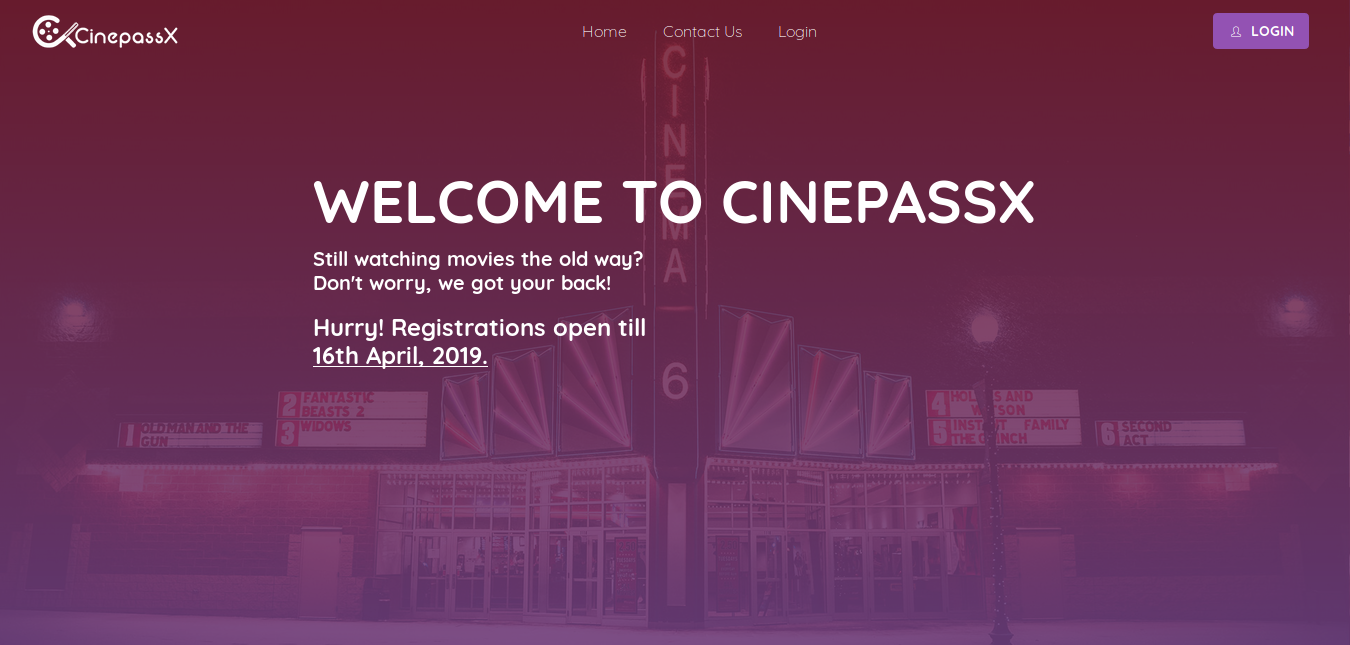 CinepassX
Home
Contact Us
Login
LOGIN
CINEMA
WELCOME TO CINEPASSX
Still watching movies the old way?
Don't worry, we got your back!
Hurry! Registrations open till
16th April, 2019.
6
1 OLD MAN AND THE
GUN
2 FANTASTIC
BEASTS 2
3 WIDOWS
4 HOLMES AND
WATSON
5 INSTANT FAMILY
THE GRINCH
6 SECOND
ACT